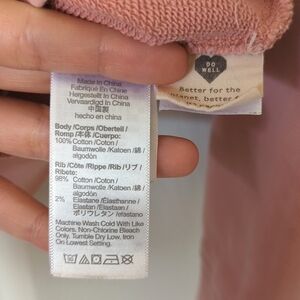 Made In China
Fabriqué En Chine
Hergestellt In China
Vervaardigd In China
中国製
hecho en china
Body/Corps/Oberteil/
Romp/本体/Cuerpo:
100% Cotton/Coton/
Baumwolle/Katoen/綿/
algodón
Rib/Côte/Rippe/Rib/リブ/
Ribete:
98% Cotton/Coton/
Baumwolle/Katoen/綿/
algodón
2% Elastane/Élasthanne/
Elastan/Elastaan/
ポリウレタン/elastano
Machine Wash Cold With Like
Colors. Non-Chlorine Bleach
Only. Tumble Dry Low, Iron
On Lowest Setting.
DO
WELL
Better for the
planet, better